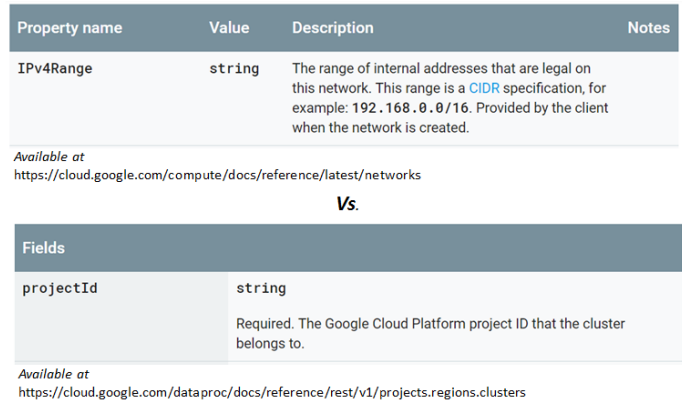 Property name Value Description Notes
IPv4Range string The range of internal addresses that are legal on
this network. This range is a CIDR specification, for
example: 192.168.0.0/16. Provided by the client
when the network is created.
Available at
https://cloud.google.com/compute/docs/reference/latest/networks
Vs.
Fields
projectId string
Required. The Google Cloud Platform project ID that the cluster
belongs to.
Available at
https://cloud.google.com/dataproc/docs/reference/rest/v1/projects.regions.clusters